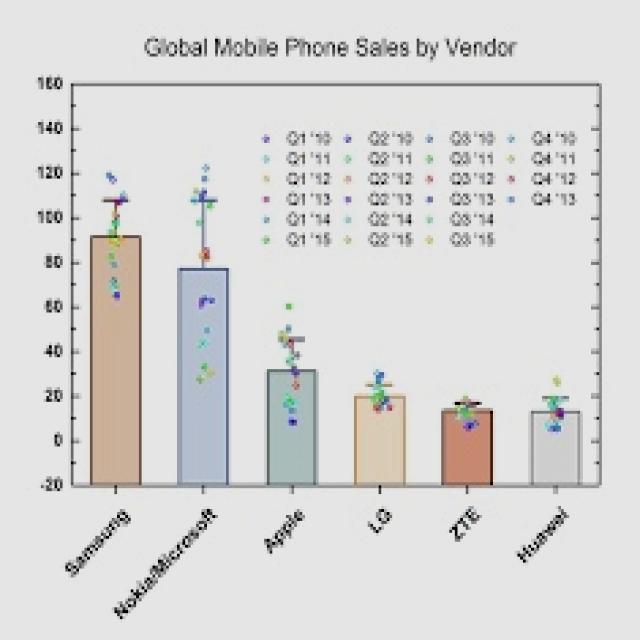 Global Mobile Phone Sales by Vendor
160
140
120
100
80
60
40
20
0
-20
Q1 '10 Q2 '10 Q3 '10 Q4 '10
Q1 '11 Q2 '11 Q3 '11 Q4 '11
Q1 '12 Q2 '12 Q3 '12 Q4 '12
Q1 '13 Q2 '13 Q3 '13 Q4 '13
Q1 '14 Q2 '14 Q3 '14
Q1 '15 Q2 '15 Q3 '15
Samsung
Nokia/Microsoft
Apple
LG
ZTE
Huawai